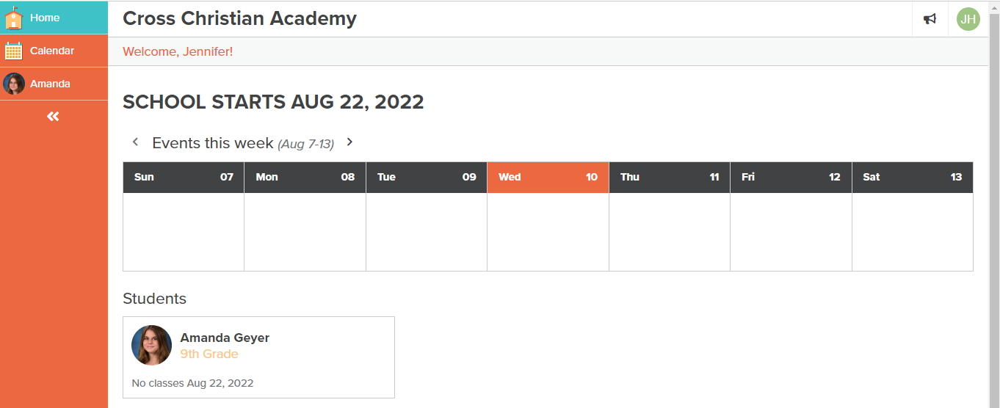 Home
Cross Christian Academy
JH
Calendar
Welcome, Jennifer!
Amanda
SCHOOL STARTS AUG 22, 2022
Events this week (Aug 7-13)
Sun 07 Mon 08 Tue 09 Wed 10 Thu 11 Fri 12 Sat 13
Students
Amanda Geyer
9th Grade
No classes Aug 22, 2022